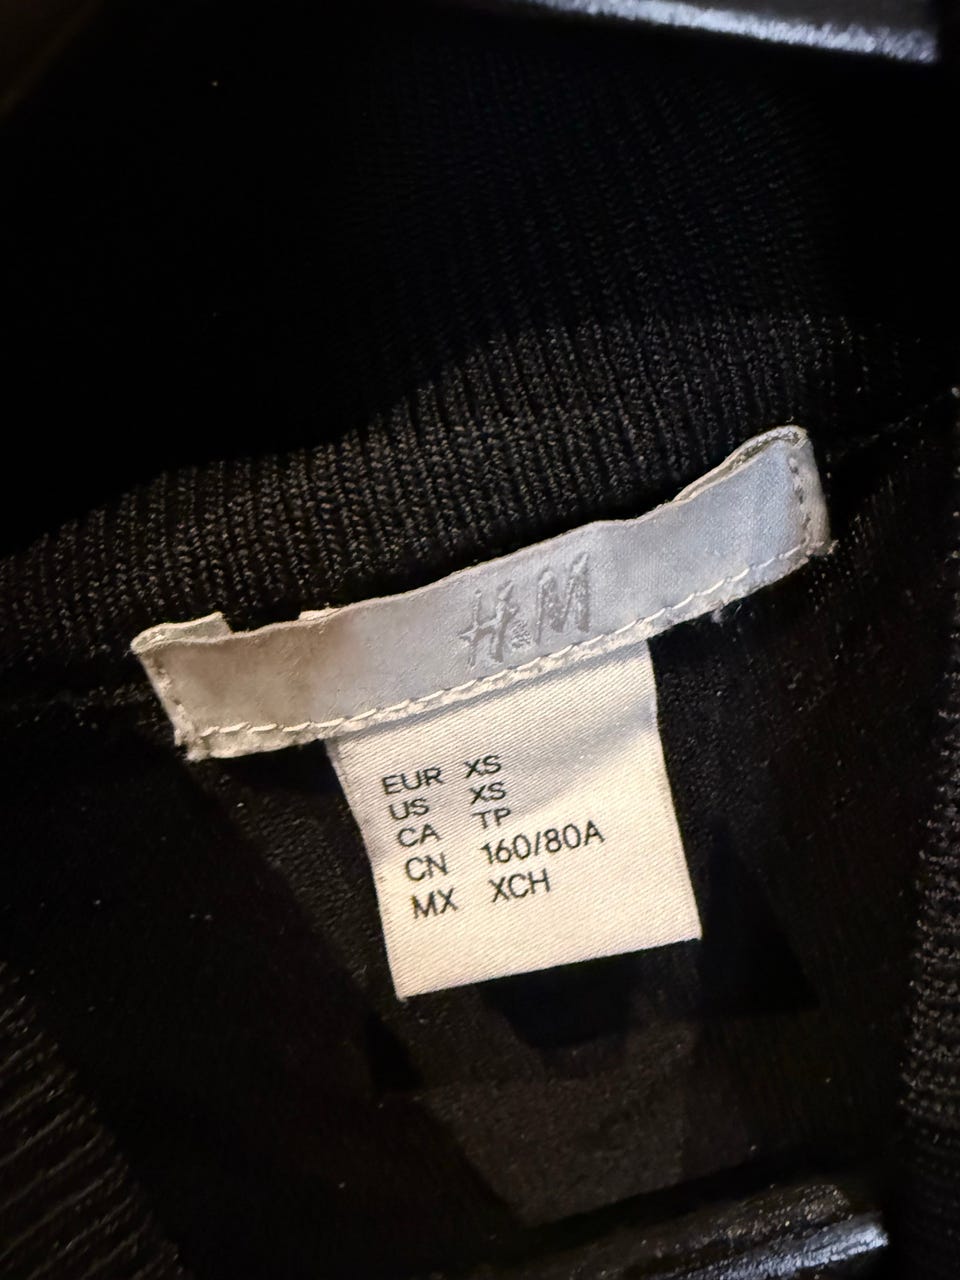 H&M
EUR XS
US XS
CA TP
CN 160/80A
MX XCH